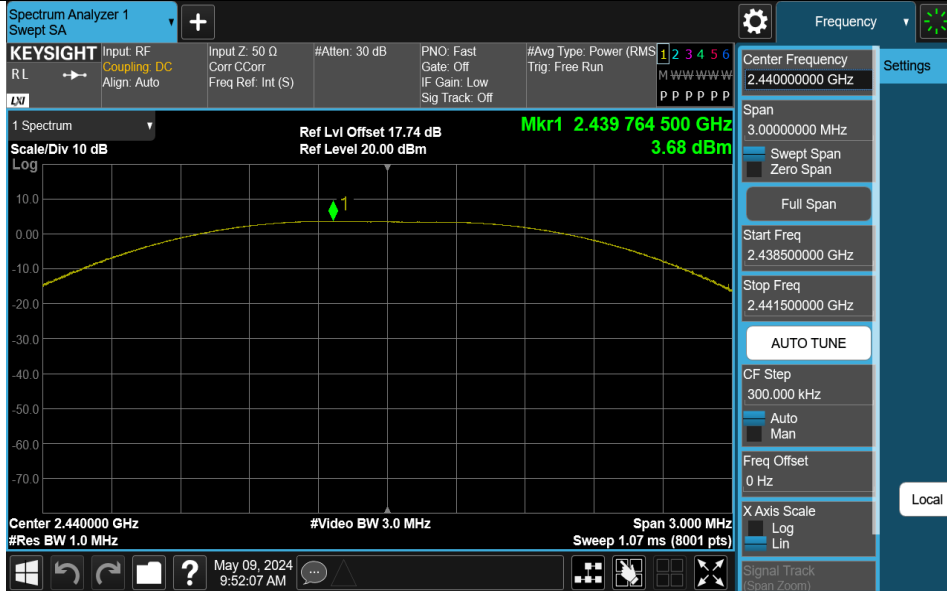 Spectrum Analyzer 1
Swept SA
+
Frequency
KEYSIGHT
R L
LXI
Input: RF
Coupling: DC
Align: Auto
Input Z: 50 Ω
Corr CCorr
Freq Ref: Int (S)
#Atten: 30 dB
PNO: Fast
Gate: Off
IF Gain: Low
Sig Track: Off
#Avg Type: Power (RMS
Trig: Free Run
1 2 3 4 5 6
M W W W W W
P P P P P P
1 Spectrum
Scale/Div 10 dB
Log
Ref Lvl Offset 17.74 dB
Ref Level 20.00 dBm
Mkr1 2.439 764 500 GHz
3.68 dBm
1
10.0
0.00
-10.0
-20.0
-30.0
-40.0
-50.0
-60.0
-70.0
Center 2.440000 GHz
#Res BW 1.0 MHz
#Video BW 3.0 MHz
Span 3.000 MHz
Sweep 1.07 ms (8001 pts)
?
May 09, 2024
9:52:07 AM
Center Frequency
2.440000000 GHz
Span
3.00000000 MHz
Swept Span
Zero Span
Full Span
Start Freq
2.438500000 GHz
Stop Freq
2.441500000 GHz
AUTO TUNE
CF Step
300.000 kHz
Auto
Man
Freq Offset
0 Hz
X Axis Scale
Log
Lin
Signal Track
(Span Zoom)
Settings
Local